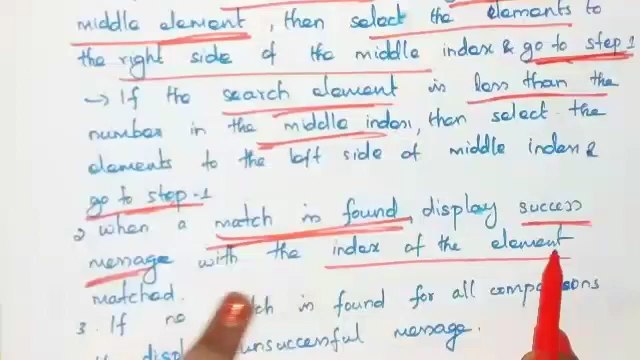 middle element, then select the elements to
the right side of the middle index & go to step 1
→ If the search element is less than the
number in the middle index, then select the
elements to the left side of middle index &
go to step-1
2. When a match is found, display success
message with the index of the element
matched.
3. If no match is found for all comparisons
display unsuccessful message.